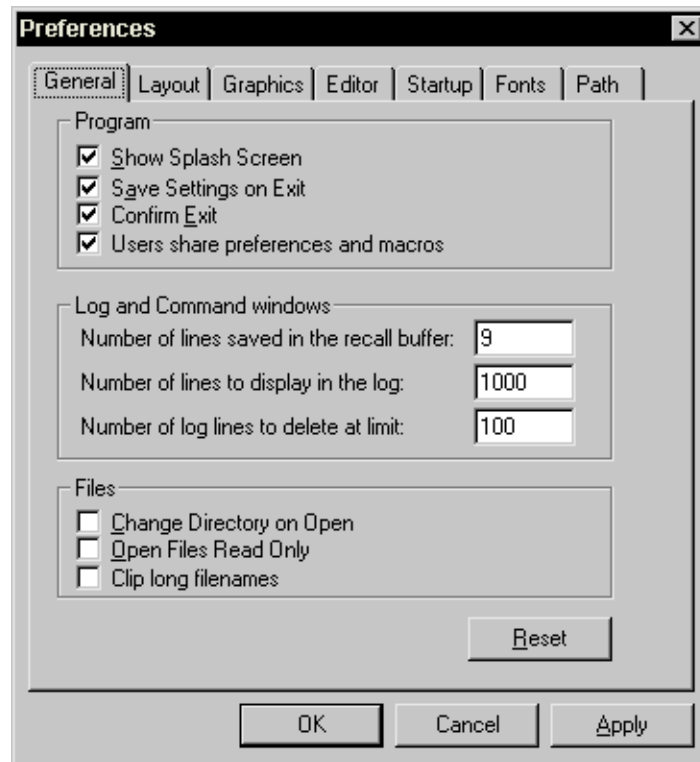 Preferences
General Layout Graphics Editor Startup Fonts Path
Program
Show Splash Screen
Save Settings on Exit
Confirm Exit
Users share preferences and macros
Log and Command windows
Number of lines saved in the recall buffer: 9
Number of lines to display in the log: 1000
Number of log lines to delete at limit: 100
Files
Change Directory on Open
Open Files Read Only
Clip long filenames
Reset
OK Cancel Apply